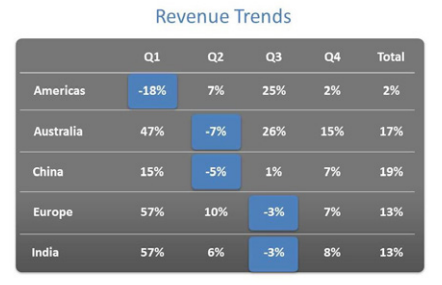 Revenue Trends
Q1 Q2 Q3 Q4 Total
Americas -18% 7% 25% 2% 2%
Australia 47% -7% 26% 15% 17%
China 15% -5% 1% 7% 19%
Europe 57% 10% -3% 7% 13%
India 57% 6% -3% 8% 13%